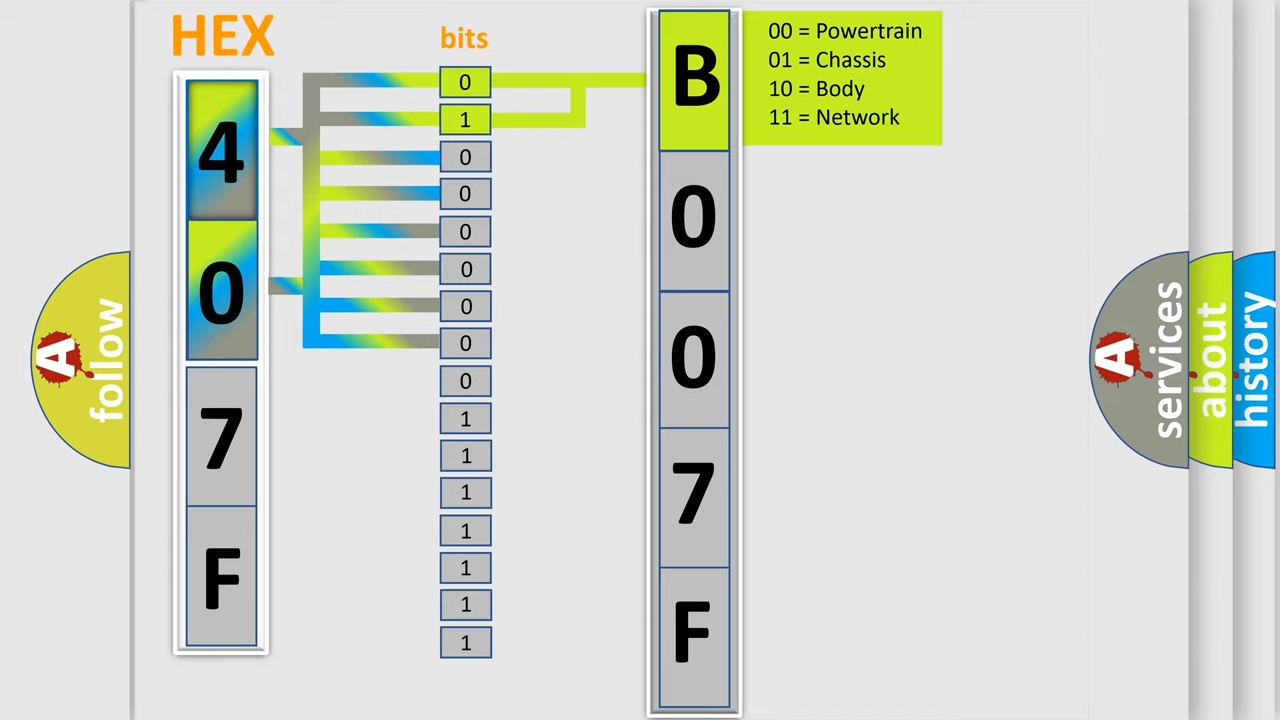 HEX
bits
4
0
7
F
0
1
0
0
0
0
0
0
0
1
1
1
1
1
1
1
B
0
0
7
F
00 = Powertrain
01 = Chassis
10 = Body
11 = Network
A
follow
A
services
about
history